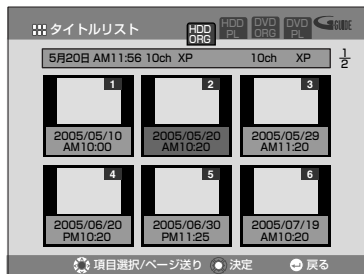 タイトルリスト
HDD ORG
HDD PL
DVD ORG
DVD PL
G GUIDE
5月20日 AM11:56 10ch XP 10ch XP
1/2
1
2
3
2005/05/10 AM10:00
2005/05/20 AM10:20
2005/05/29 AM11:20
4
5
6
2005/06/20 PM10:20
2005/06/30 PM11:25
2005/07/19 AM10:20
項目選択/ページ送り 決定 戻る